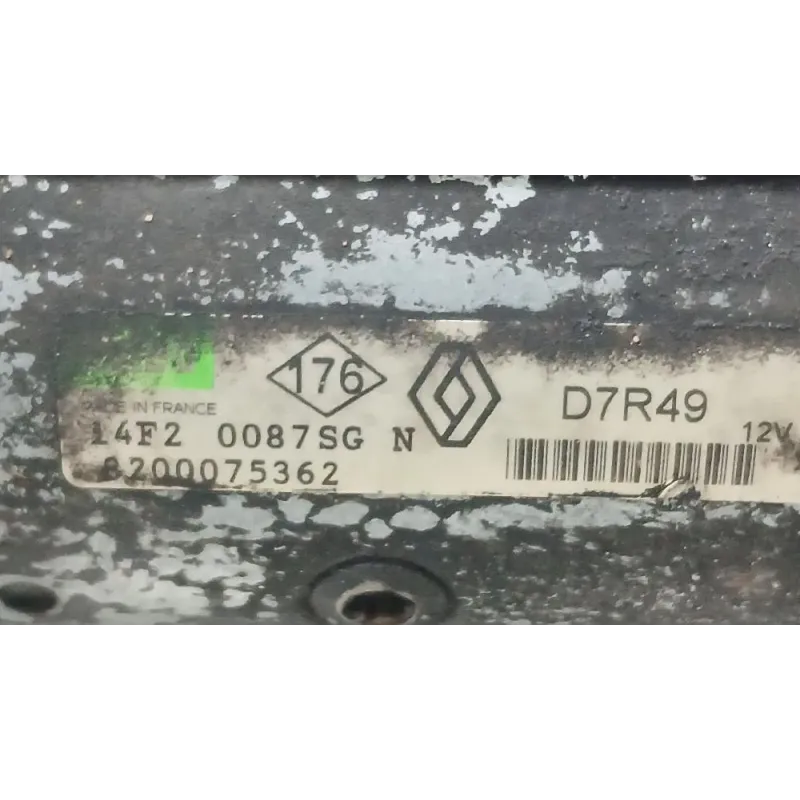 176
D7R49
MADE IN FRANCE
14F2 0087SG N
12V
8200075362